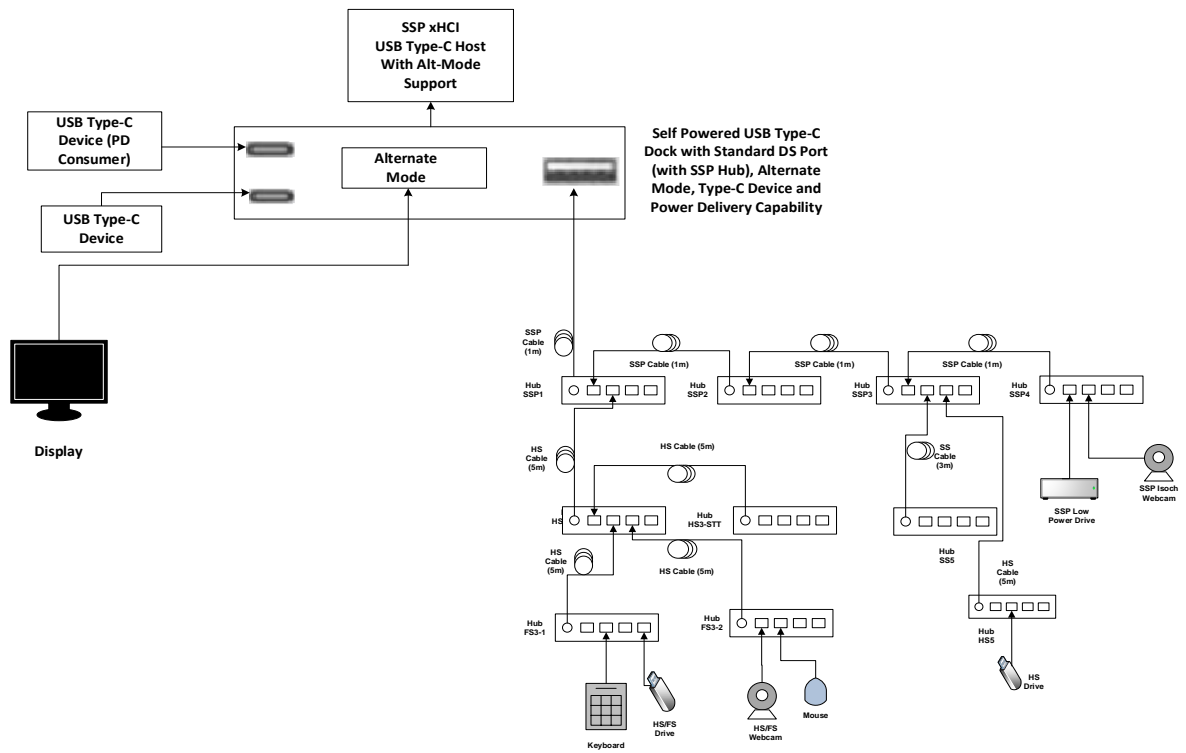 SSP xHCI
USB Type-C Host
With Alt-Mode
Support
USB Type-C
Device (PD
Consumer)
Alternate
Mode
Self Powered USB Type-C
Dock with Standard DS Port
(with SSP Hub), Alternate
Mode, Type-C Device and
Power Delivery Capability
USB Type-C
Device
Display
SSP
Cable
(1m)
SSP Cable (1m)
SSP Cable (1m)
SSP Cable (1m)
Hub
SSP1
Hub
SSP2
Hub
SSP3
Hub
SSP4
HS
Cable
(5m)
HS Cable (5m)
SS
Cable
(3m)
SSP Low
Power Drive
SSP Isoch
Webcam
HS
Hub
HS3-STT
Hub
SS5
HS
Cable
(5m)
HS Cable (5m)
HS
Cable
(5m)
Hub
FS3-1
Hub
FS3-2
Hub
HS5
Keyboard
HS/FS
Drive
HS/FS
Webcam
Mouse
HS
Drive